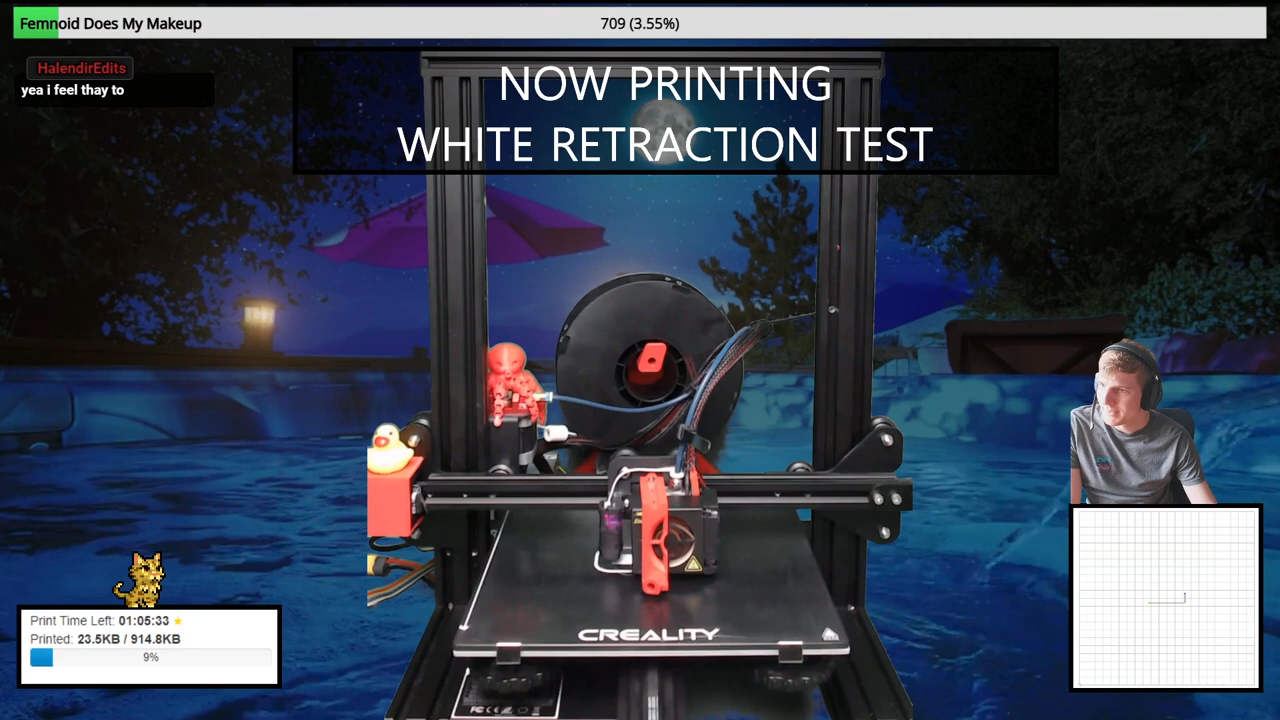 Femnoid Does My Makeup 709 (3.55%)
HalendirEdits
yea i feel thay to
NOW PRINTING
WHITE RETRACTION TEST
CREALITY
Print Time Left: 01:05:33
Printed: 23.5KB / 914.8KB
9%